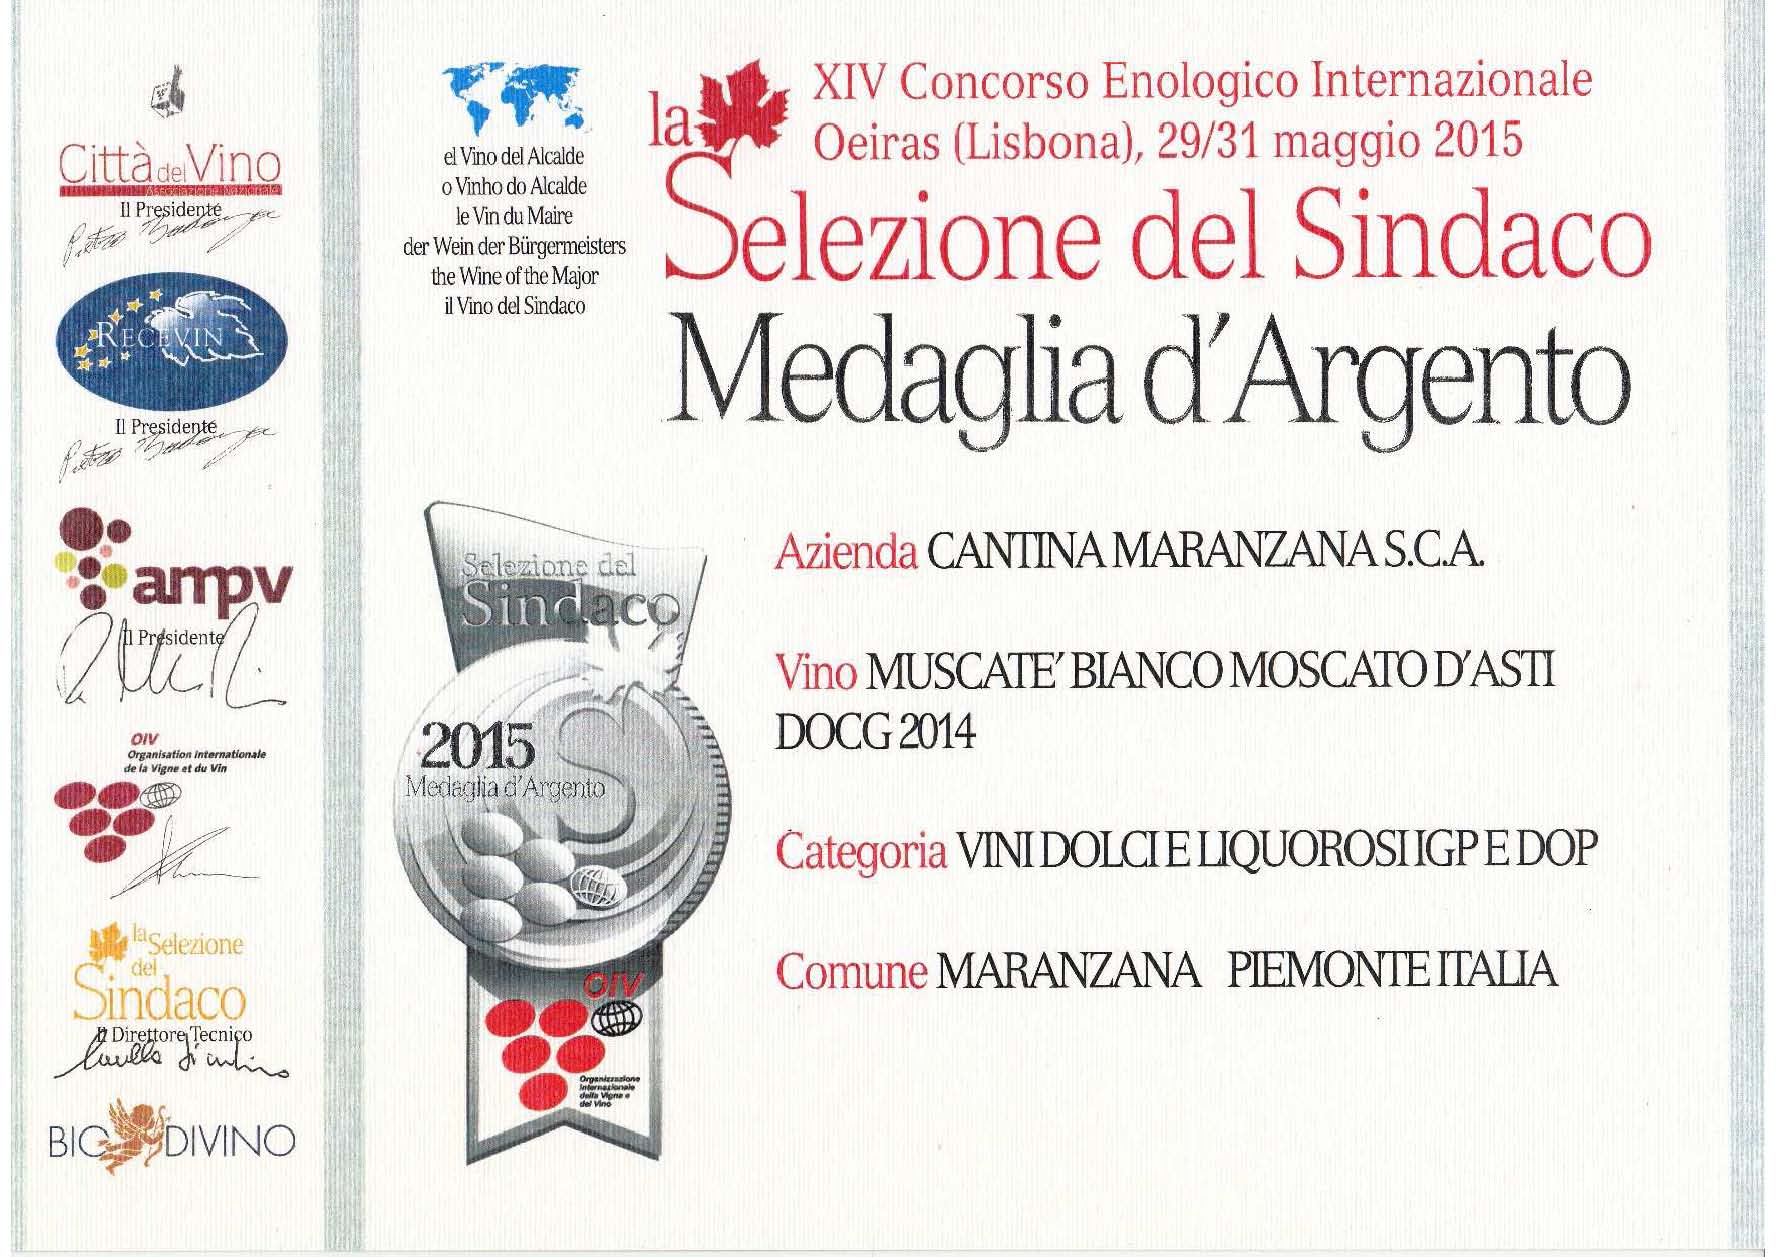 Città del Vino
Associazione Nazionale
Il Presidente
RECEVIN
Il Presidente
ampv
Il Presidente
OIV
Organisation Internationale
de la Vigne et du Vin
la Selezione
del
Sindaco
Il Direttore Tecnico
BIODIVINO
el Vino del Alcalde
o Vinho do Alcalde
le Vin du Maire
der Wein der Bürgermeisters
the Wine of the Major
il Vino del Sindaco
XIV Concorso Enologico Internazionale
Oeiras (Lisbona), 29/31 maggio 2015
la
Selezione del Sindaco
Medaglia d'Argento
Selezione del
Sindaco
2015
Medaglia d'Argento
OIV
Organizzazione
Internazionale
della Vigna e
del Vino
Azienda CANTINA MARANZANA S.C.A.
Vino MUSCATE' BIANCO MOSCATO D'ASTI
DOCG 2014
Categoria VINI DOLCI E LIQUOROSI IGP E DOP
Comune MARANZANA PIEMONTE ITALIA